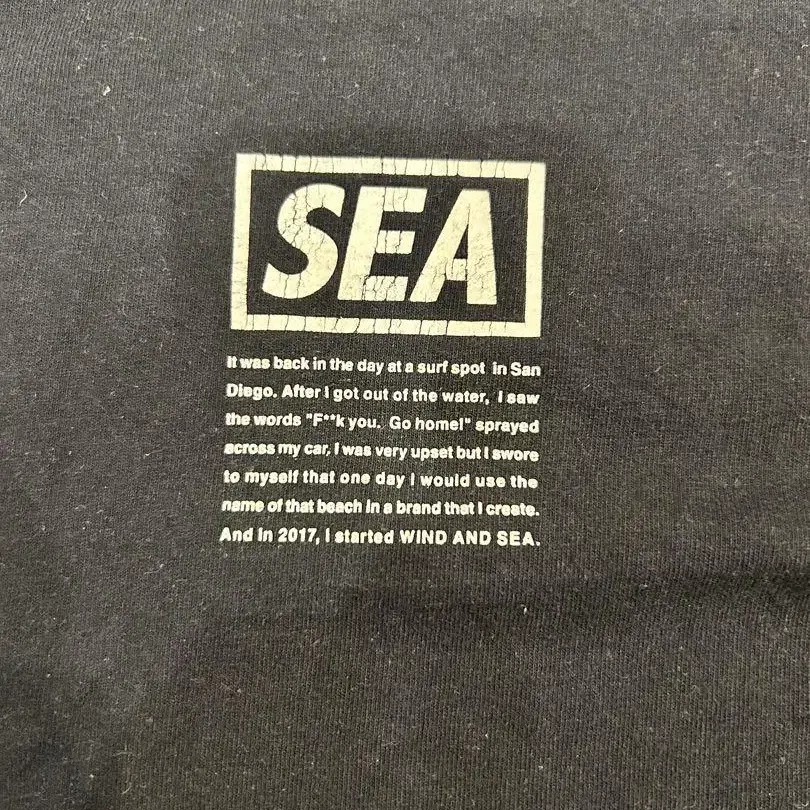 SEA
It was back in the day at a surf spot in San
Diego. After I got out of the water, I saw
the words "F**k you. Go home!" sprayed
across my car, I was very upset but I swore
to myself that one day I would use the
name of that beach in a brand that I create.
And in 2017, I started WIND AND SEA.